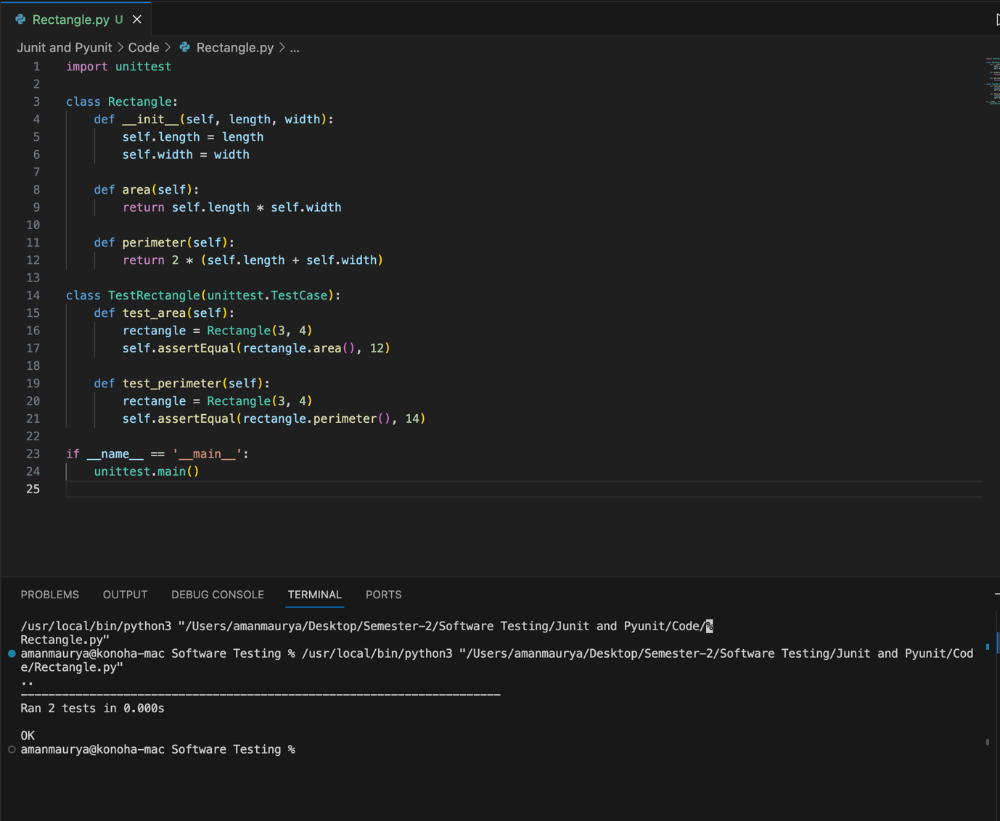 Rectangle.py U
Junit and Pyunit > Code > Rectangle.py > ...
1 import unittest
2
3 class Rectangle:
4     def __init__(self, length, width):
5         self.length = length
6         self.width = width
7
8     def area(self):
9         return self.length * self.width
10
11     def perimeter(self):
12         return 2 * (self.length + self.width)
13
14 class TestRectangle(unittest.TestCase):
15     def test_area(self):
16         rectangle = Rectangle(3, 4)
17         self.assertEqual(rectangle.area(), 12)
18
19     def test_perimeter(self):
20         rectangle = Rectangle(3, 4)
21         self.assertEqual(rectangle.perimeter(), 14)
22
23 if __name__ == '__main__':
24     unittest.main()
25
PROBLEMS OUTPUT DEBUG CONSOLE TERMINAL PORTS
/usr/local/bin/python3 "/Users/amanmaurya/Desktop/Semester-2/Software Testing/Junit and Pyunit/Code/%
Rectangle.py"
amanmaurya@konoha-mac Software Testing % /usr/local/bin/python3 "/Users/amanmaurya/Desktop/Semester-2/Software Testing/Junit and Pyunit/Cod
e/Rectangle.py"
..
----------------------------------------------------------------------
Ran 2 tests in 0.000s
OK
amanmaurya@konoha-mac Software Testing %